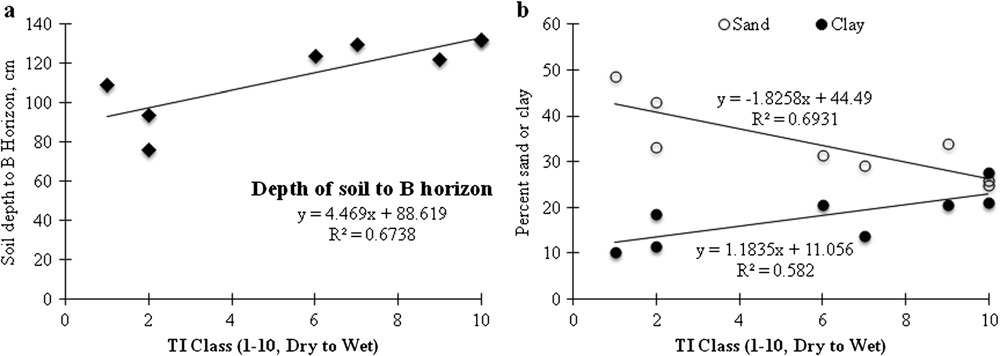 a
140
120
100
80
60
40
20
0
Soil depth to B Horizon, cm
Depth of soil to B horizon
y = 4.469x + 88.619
R² = 0.6738
0 2 4 6 8 10
TI Class (1-10, Dry to Wet)
b
Sand Clay
60
50
40
30
20
10
0
Percent sand or clay
y = -1.8258x + 44.49
R² = 0.6931
y = 1.1835x + 11.056
R² = 0.582
0 2 4 6 8 10
TI Class (1-10, Dry to Wet)